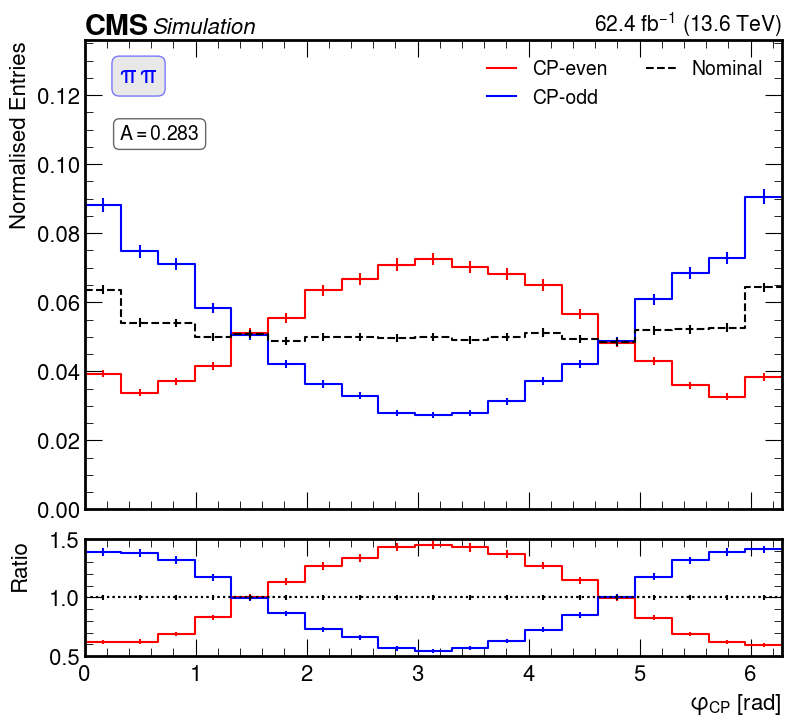 CMS Simulation
62.4 fb⁻¹ (13.6 TeV)
Normalised Entries
π π
A = 0.283
CP-even
CP-odd
Nominal
0.12
0.10
0.08
0.06
0.04
0.02
0.00
Ratio
1.5
1.0
0.5
0 1 2 3 4 5 6
φCP [rad]